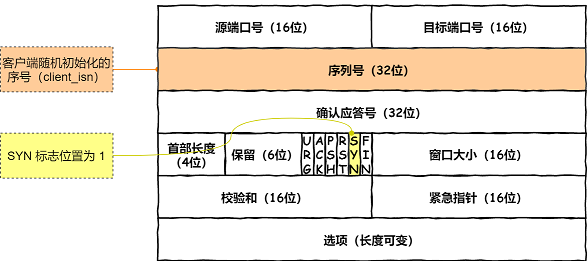 源端口号（16位）
目标端口号（16位）
客户端随机初始化的
序号（client_isn）
序列号（32位）
确认应答号（32位）
SYN 标志位置为 1
首部长度
（4位）
保留（6位）
URG
ACK
PSH
RST
SYN
FIN
窗口大小（16位）
校验和（16位）
紧急指针（16位）
选项（长度可变）